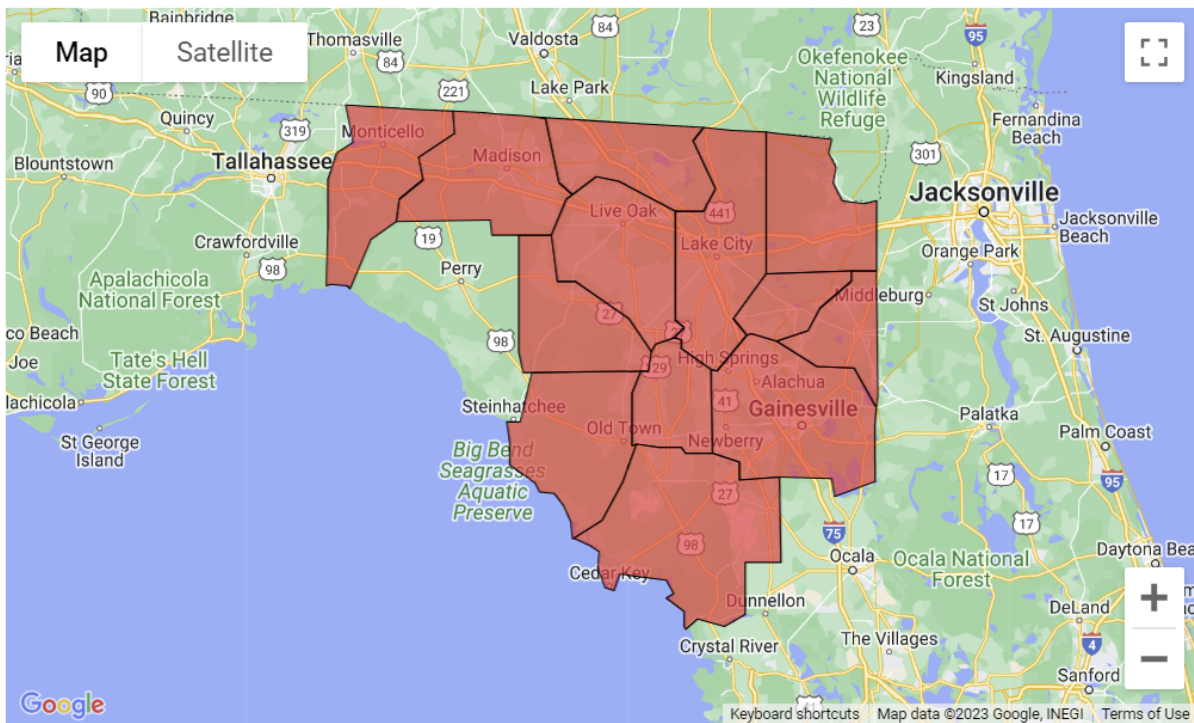 Map
Satellite
Bainbridge
Thomasville
84
Valdosta
84
23
95
Okefenokee
National
Wildlife
Refuge
Kingsland
90
221
Lake Park
Quincy
319
Monticello
Fernandina
Beach
Blountstown
Tallahassee
Madison
301
Jacksonville
Live Oak
441
Jacksonville
Beach
Crawfordville
19
Lake City
Orange Park
98
Perry
Apalachicola
National Forest
Middleburg
St Johns
27
98
St. Augustine
co Beach
Joe
Tate's Hell
State Forest
High Springs
29
Alachua
lachicola
Steinhatchee
41
Gainesville
Palatka
St George
Island
Old Town
Newberry
Palm Coast
Big Bend
Seagrasses
Aquatic
Preserve
17
95
27
17
75
98
Ocala
Ocala National
Forest
Daytona Bea
Cedar Key
Dunnellon
DeLand
Crystal River
The Villages
4
Sanford
Google
Keyboard shortcuts
Map data ©2023 Google, INEGI
Terms of Use